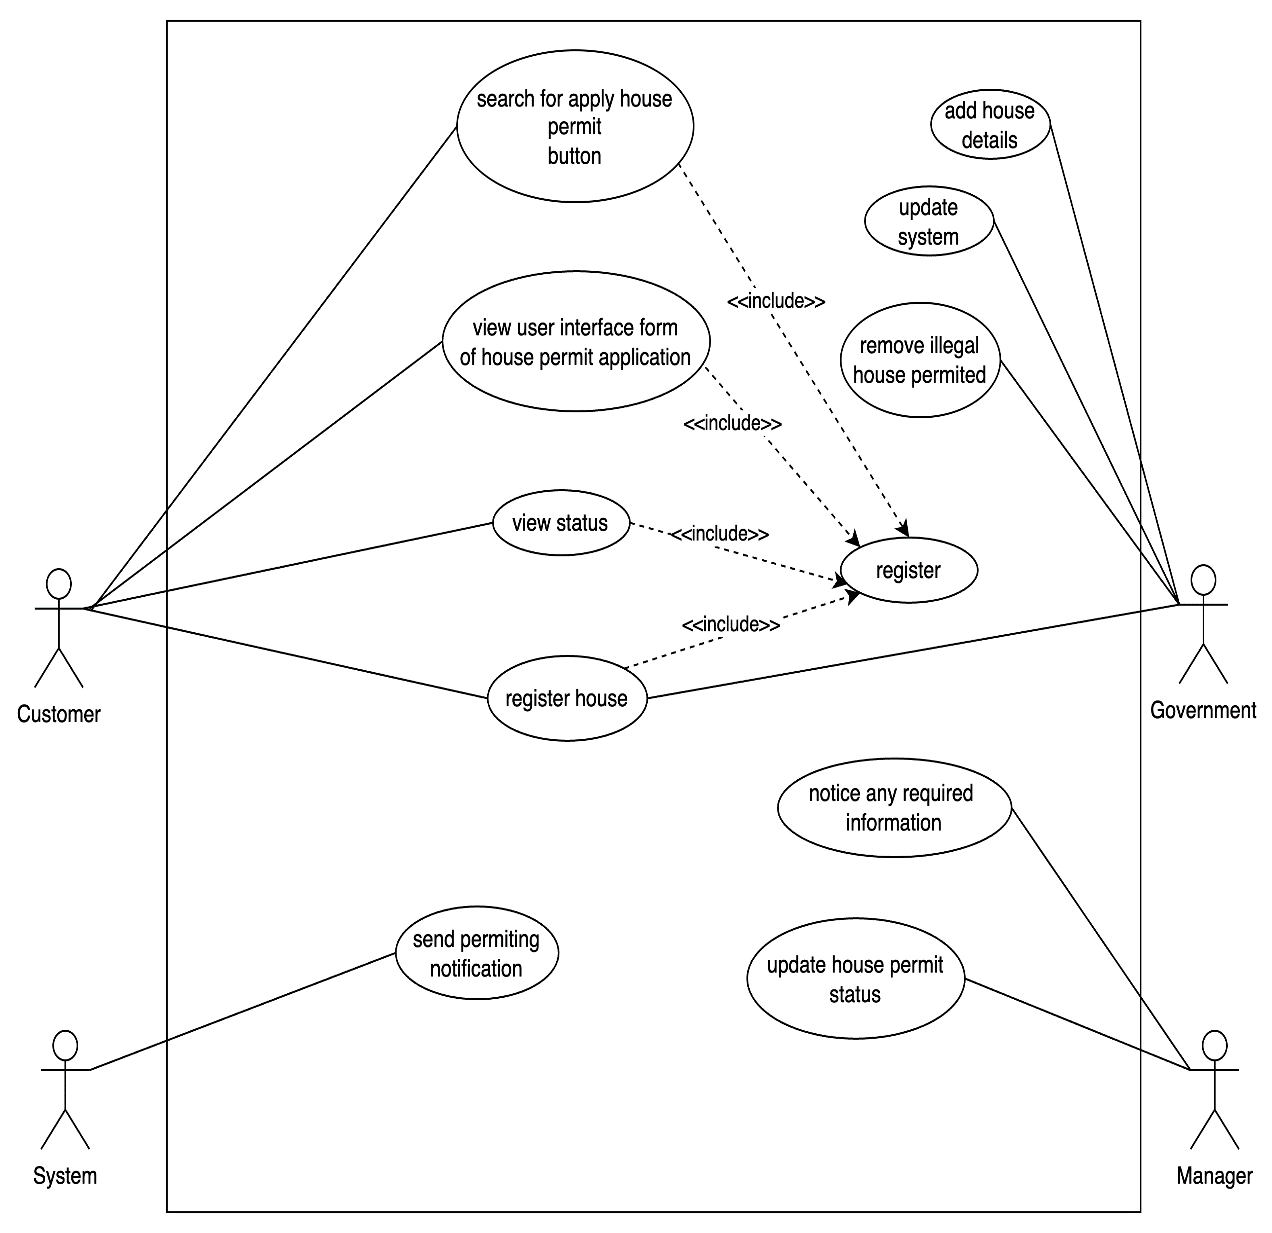 search for apply house
permit
button
add house
details
update
system
<<include>>
view user interface form
of house permit application
remove illegal
house permited
<<include>>
view status
<<include>>
register
<<include>>
register house
Customer
Government
notice any required
information
send permiting
notification
update house permit
status
System
Manager